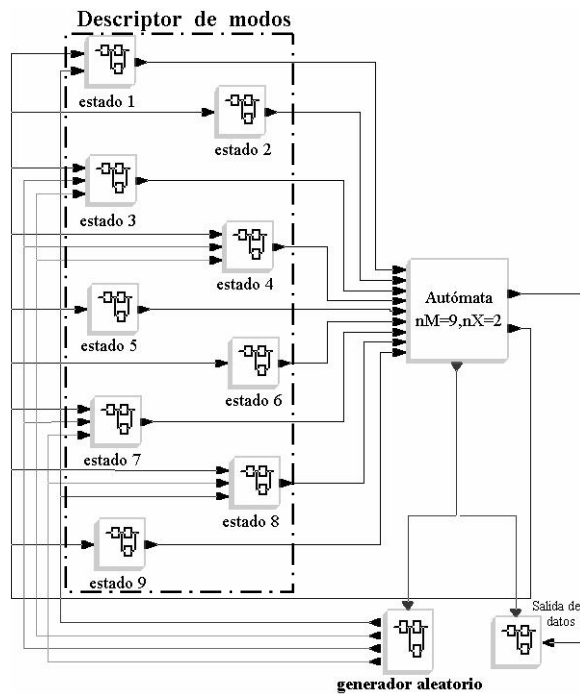 Descriptor de modos
estado 1
estado 2
estado 3
estado 4
estado 5
estado 6
estado 7
estado 8
estado 9
Autómata
nM=9,nX=2
Salida de
datos
generador aleatorio